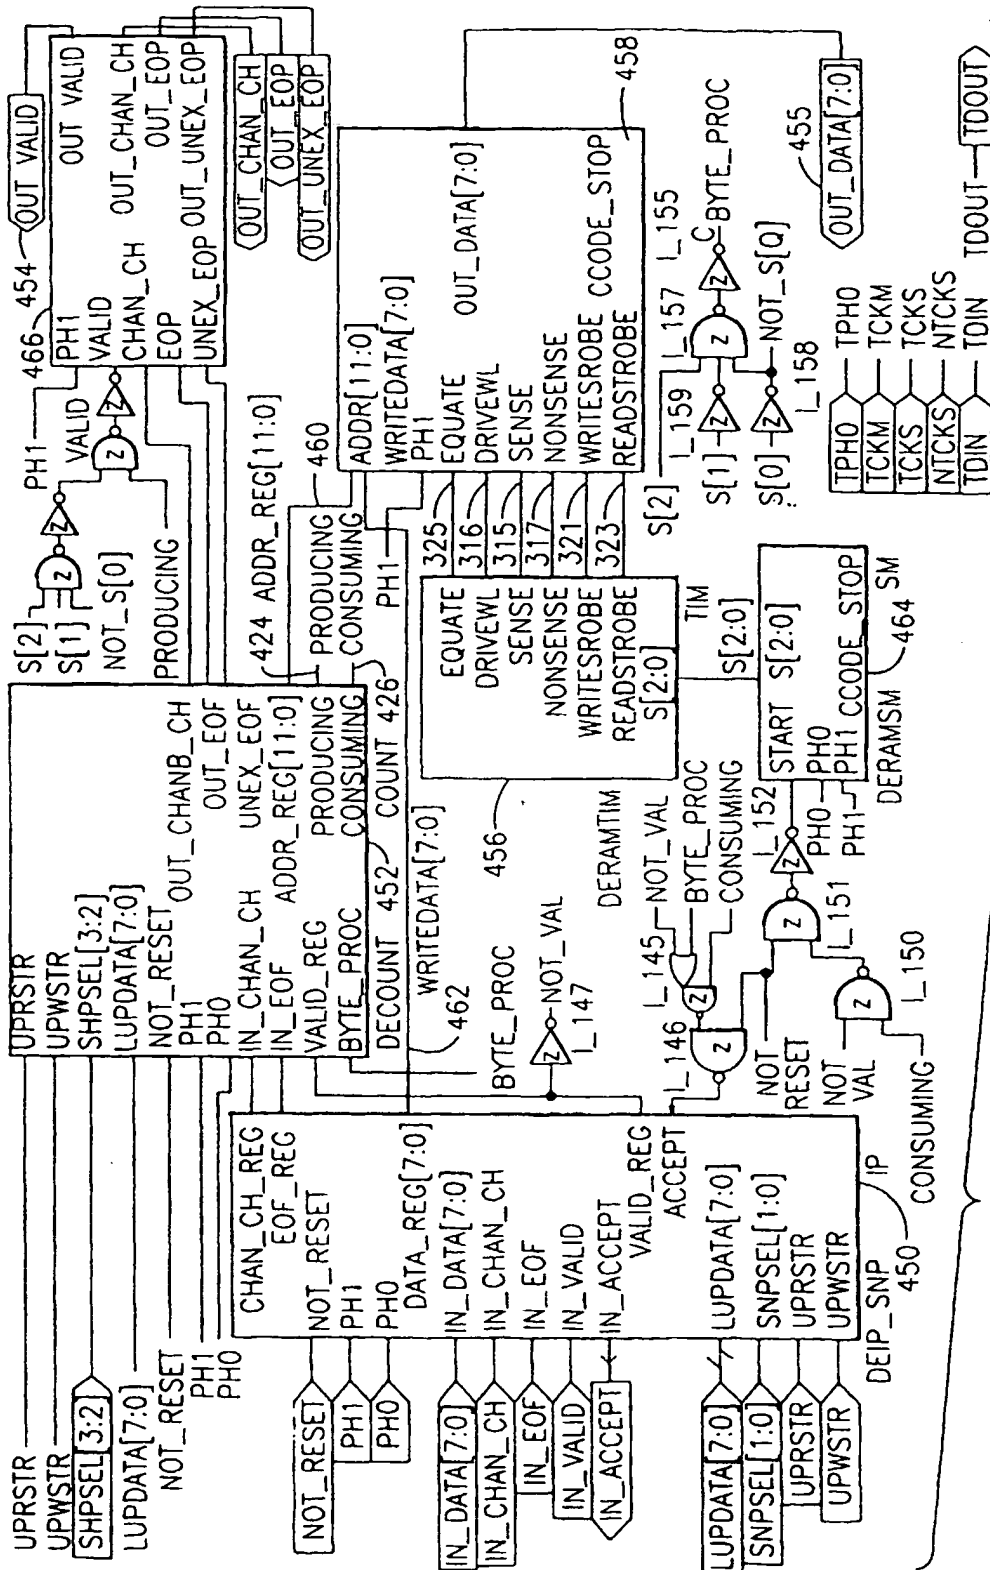 UPRSTR
UPWSTR
SHPSEL[3:2]
LUPDATA[7:0]
NOT_RESET
PH1
PH0
UPRSTR
UPWSTR
SHPSEL[3:2]
LUPDATA[7:0]
NOT_RESET
PH1
PH0
IN_CHAN_CH
IN_EOF
VALID_REG
BYTE_PROC
OUT_CHANB_CH
OUT_EOF
UNEX_EOF
ADDR_REG[11:0]
PRODUCING
CONSUMING
DECOUNT
452
COUNT
426
424
ADDR_REG[11:0]
PRODUCING
CONSUMING
460
S[2]
S[1]
NOT_S[0]
PRODUCING
Z
Z
Z
Z
VALID
PH1
466
454
OUT VALID
PH1
VALID
CHAN_CH
EOP
UNEX_EOP
OUT VALID
OUT_CHAN_CH
OUT_EOP
OUT_UNEX_EOP
OUT_CHAN_CH
OUT_EOP
OUT_UNEX_EOP
NOT_RESET
PH1
PH0
IN_DATA[7:0]
IN_CHAN_CH
IN_EOF
IN_VALID
IN_ACCEPT
LUPDATA[7:0]
SNPSEL[1:0]
UPRSTR
UPWSTR
CHAN_CH_REG
EOF_REG
NOT_RESET
PH1
PH0
DATA_REG[7:0]
IN_DATA[7:0]
IN_CHAN_CH
IN_EOF
IN_VALID
IN_ACCEPT
VALID_REG
ACCEPT
LUPDATA[7:0]
SNPSEL[1:0]
UPRSTR
UPWSTR
DEIP_SNP
IP
450
WRITEDATA[7:0]
462
BYTE_PROC
Z
NOT_VAL
I_147
I_145
NOT_VAL
BYTE_PROC
CONSUMING
I_146
Z
Z
NOT
RESET
NOT
VAL
CONSUMING
Z
I_150
Z
I_151
Z
I_152
456
DERAMTIM
TIM
EQUATE
DRIVEWL
SENSE
NONSENSE
WRITESROBE
READSTROBE
S[2:0]
325
316
315
317
321
323
PH1
ADDR[11:0]
WRITEDATA[7:0]
PH1
EQUATE
DRIVEWL
SENSE
NONSENSE
WRITESROBE
READSTROBE
OUT_DATA[7:0]
CCODE_STOP
458
S[2:0]
START
S[2:0]
PH0
PH1
CCODE_STOP
PH0
PH1
DERAMSM
SM
464
S[2]
S[1]
S[0]
I_159
I_157
I_155
I_158
Z
Z
Z
Z
C
BYTE_PROC
NOT_S[Q]
455
OUT_DATA[7:0]
TPH0
TCKM
TCKS
NTCKS
TDIN
TPH0
TCKM
TCKS
NTCKS
TDIN
TDOUT
TDOUT